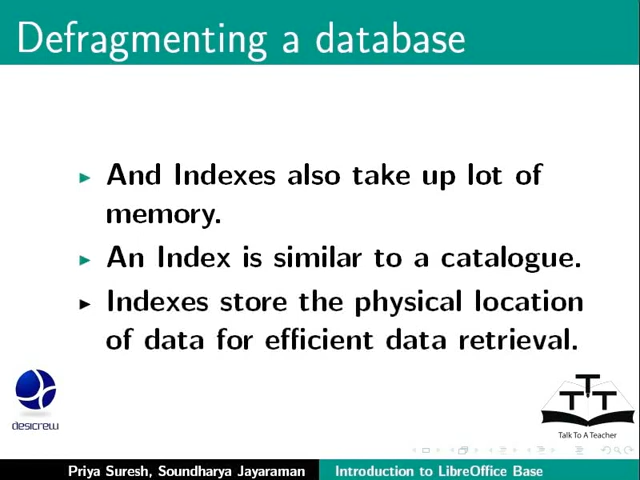 Defragmenting a database
And Indexes also take up lot of
memory.
An Index is similar to a catalogue.
Indexes store the physical location
of data for efficient data retrieval.
desicrew
TTT
Talk To A Teacher
Priya Suresh, Soundharya Jayaraman
Introduction to LibreOffice Base